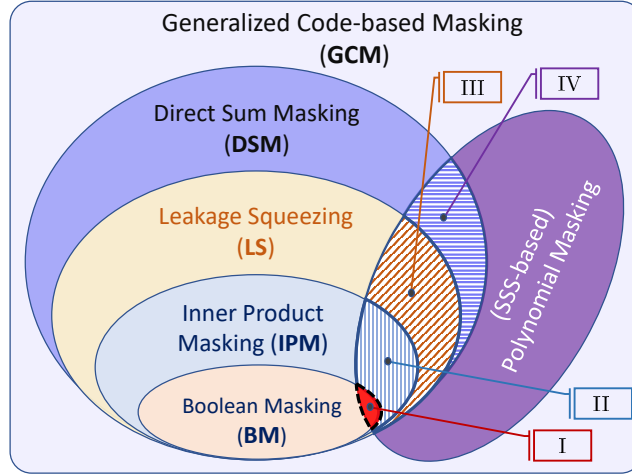 Generalized Code-based Masking
(GCM)
III
IV
Direct Sum Masking
(DSM)
Leakage Squeezing
(LS)
(SSS-based)
Polynomial Masking
Inner Product
Masking (IPM)
II
Boolean Masking
(BM)
I